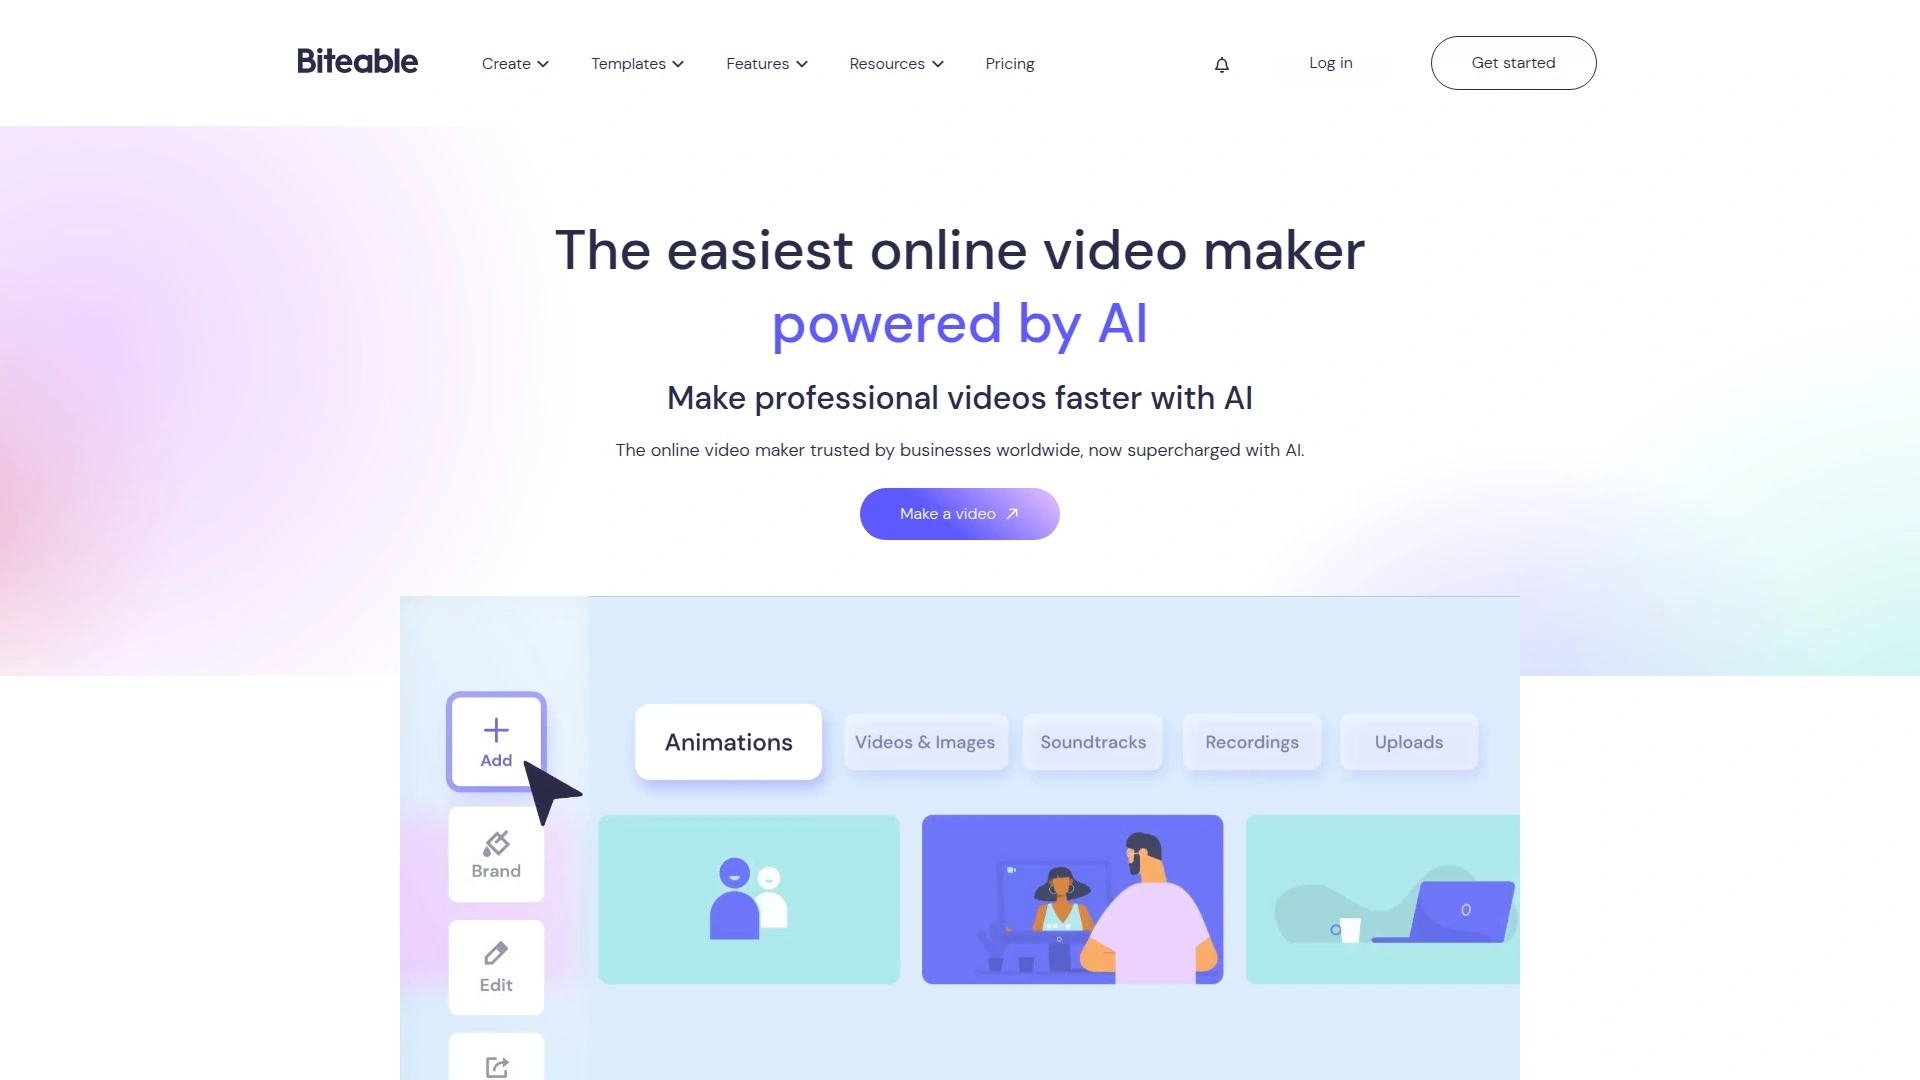 Biteable
Create
Templates
Features
Resources
Pricing
Log in
Get started
The easiest online video maker
powered by AI
Make professional videos faster with AI
The online video maker trusted by businesses worldwide, now supercharged with AI.
Make a video
Add
Animations
Videos & Images
Soundtracks
Recordings
Uploads
Brand
Edit